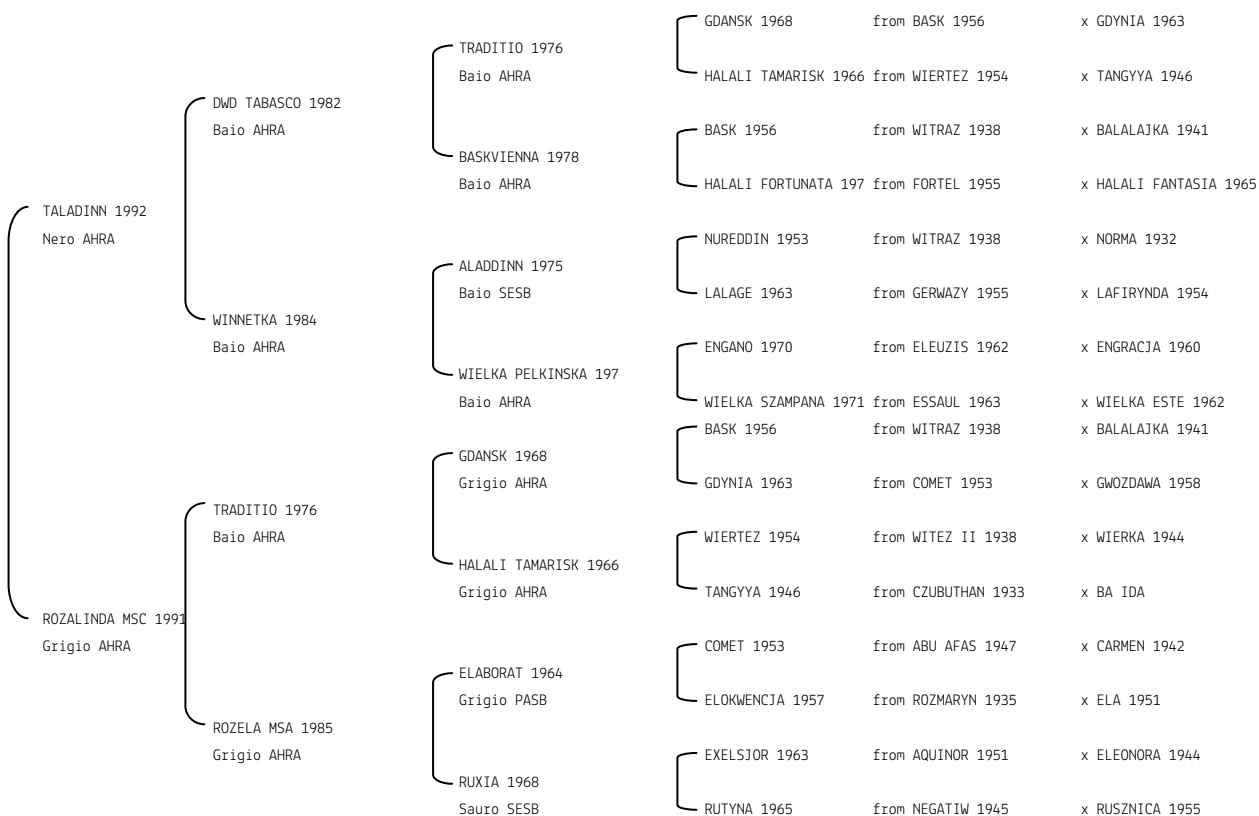 GDANSK 1968 from BASK 1956 x GDYNIA 1963
TRADITIO 1976
Baio AHRA
HALALI TAMARISK 1966 from WIERTEZ 1954 x TANGYYA 1946
DWD TABASCO 1982
Baio AHRA
BASK 1956 from WITRAZ 1938 x BALALAJKA 1941
BASKVIENNA 1978
Baio AHRA
HALALI FORTUNATA 197 from FORTEL 1955 x HALALI FANTASIA 1965
TALADINN 1992
Nero AHRA
NUREDDIN 1953 from WITRAZ 1938 x NORMA 1932
ALADDINN 1975
Baio SESB
LALAGE 1963 from GERWAZY 1955 x LAFIRYNDA 1954
WINNETKA 1984
Baio AHRA
ENGANO 1970 from ELEUZIS 1962 x ENGRACJA 1960
WIELKA PELKINSKA 197
Baio AHRA
WIELKA SZAMPANA 1971 from ESSAUL 1963 x WIELKA ESTE 1962
BASK 1956 from WITRAZ 1938 x BALALAJKA 1941
GDANSK 1968
Grigio AHRA
GDYNIA 1963 from COMET 1953 x GWOZDAWA 1958
TRADITIO 1976
Baio AHRA
WIERTEZ 1954 from WITEZ II 1938 x WIERKA 1944
HALALI TAMARISK 1966
Grigio AHRA
TANGYYA 1946 from CZUBUTHAN 1933 x BA IDA
ROZALINDA MSC 1991
Grigio AHRA
COMET 1953 from ABU AFAS 1947 x CARMEN 1942
ELABORAT 1964
Grigio PASB
ELOKWENCJA 1957 from ROZMARYN 1935 x ELA 1951
ROZELA MSA 1985
Grigio AHRA
EXELSJOR 1963 from AQUINOR 1951 x ELEONORA 1944
RUXIA 1968
Sauro SESB
RUTYNA 1965 from NEGATIW 1945 x RUSZNICA 1955